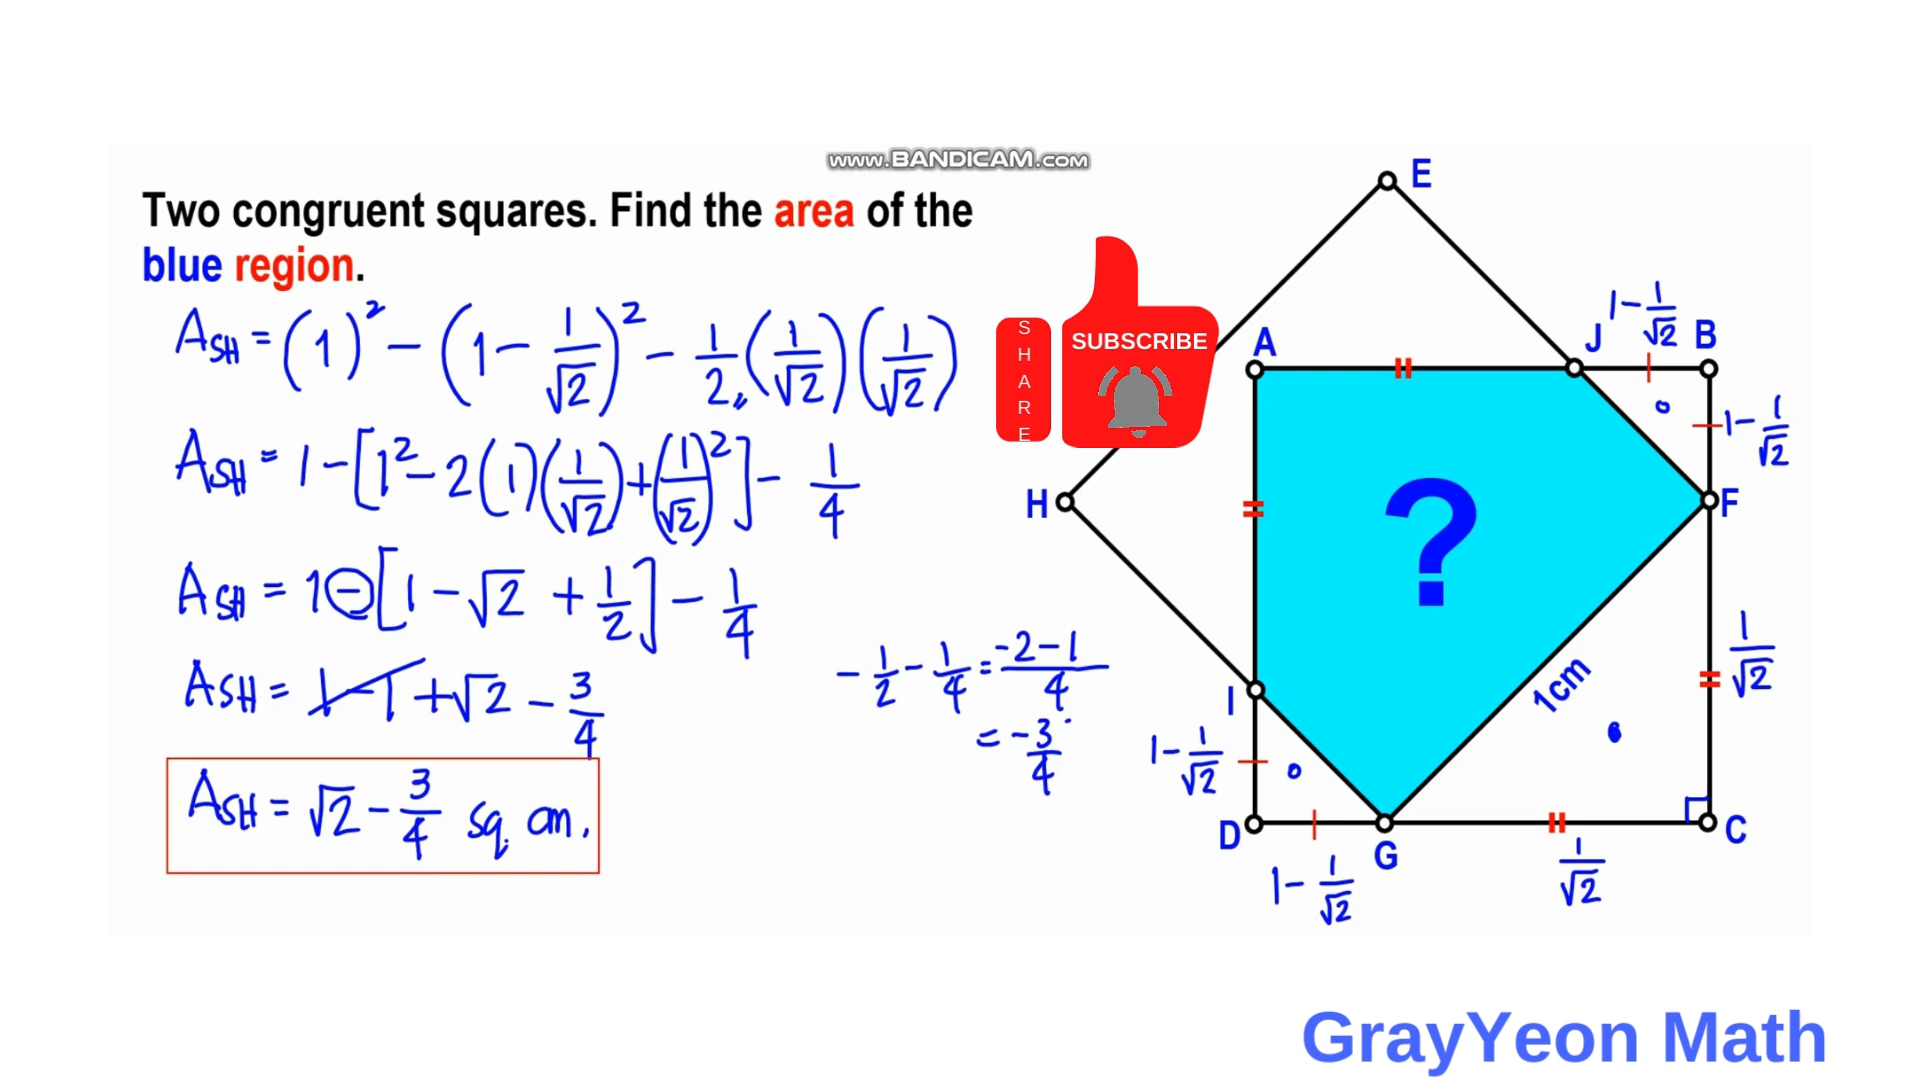 www.BANDICAM.com
Two congruent squares. Find the area of the
blue region.
A_SH = (1)² − (1 − 1/√2)² − 1/2 (1/√2)(1/√2)
A_SH = 1 − [1² − 2(1)(1/√2) + (1/√2)²] − 1/4
A_SH = 1 − [1 − √2 + 1/2] − 1/4
A_SH = 1 − 1 + √2 − 3/4
A_SH = √2 − 3/4 sq. cm.
− 1/2 − 1/4 = −2−1/4
= −3/4
SHARE
SUBSCRIBE
E
A
J
1 − 1/√2
B
1 − 1/√2
H
?
F
1/√2
1cm
I
1 − 1/√2
D
G
C
1 − 1/√2
1/√2
GrayYeon Math